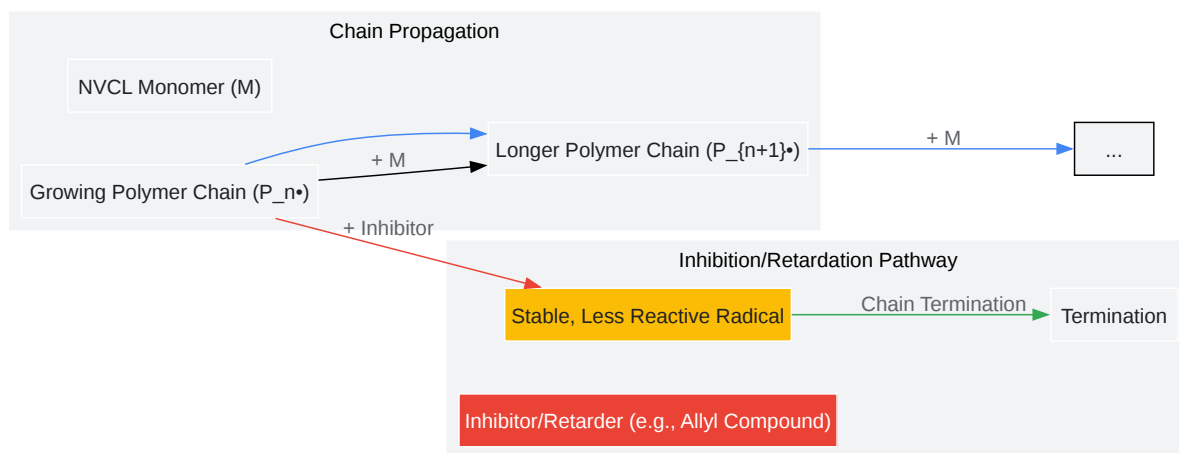 Chain Propagation
NVCL Monomer (M)
+ M
Longer Polymer Chain (P_{n+1}•)
+ M
...
Growing Polymer Chain (P_n•)
+ Inhibitor
Inhibition/Retardation Pathway
Stable, Less Reactive Radical
Chain Termination
Termination
Inhibitor/Retarder (e.g., Allyl Compound)